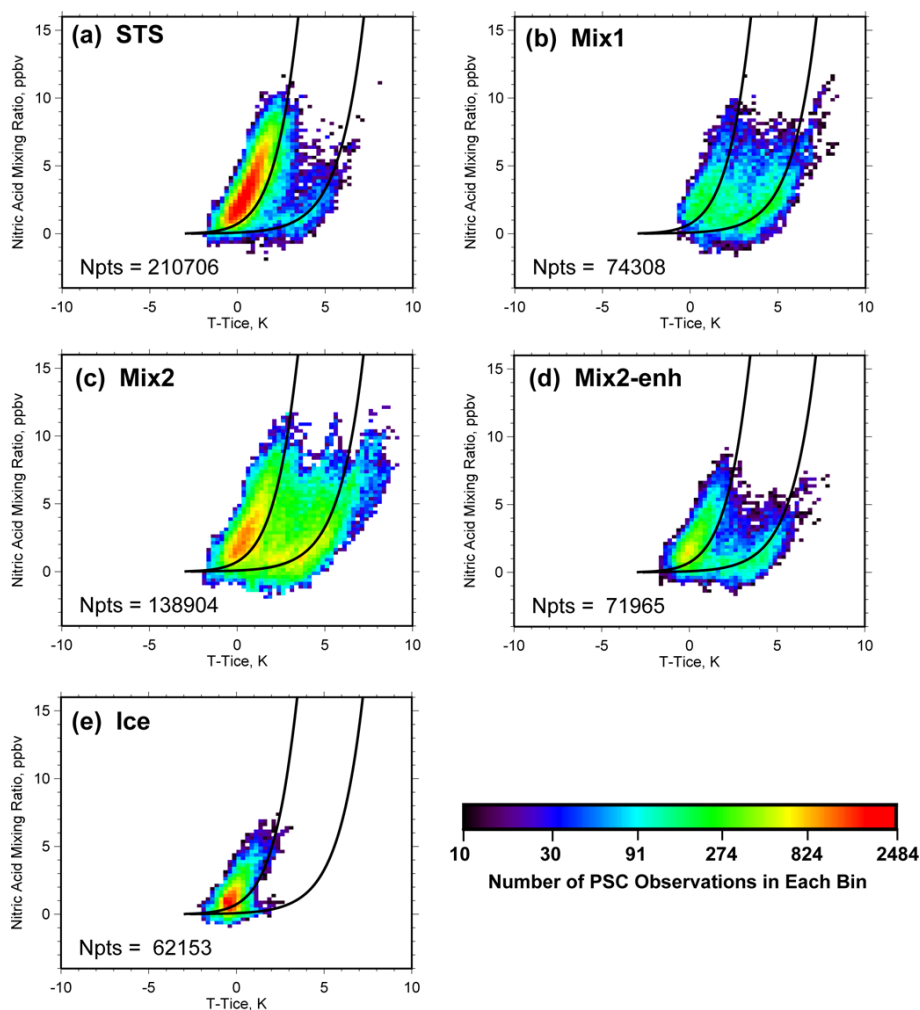 (a) STS
Nitric Acid Mixing Ratio, ppbv
15
10
5
0
Npts = 210706
-10 -5 0 5 10
T-Tice, K
(b) Mix1
Nitric Acid Mixing Ratio, ppbv
15
10
5
0
Npts = 74308
-10 -5 0 5 10
T-Tice, K
(c) Mix2
Nitric Acid Mixing Ratio, ppbv
15
10
5
0
Npts = 138904
-10 -5 0 5 10
T-Tice, K
(d) Mix2-enh
Nitric Acid Mixing Ratio, ppbv
15
10
5
0
Npts = 71965
-10 -5 0 5 10
T-Tice, K
(e) Ice
Nitric Acid Mixing Ratio, ppbv
15
10
5
0
Npts = 62153
-10 -5 0 5 10
T-Tice, K
10 30 91 274 824 2484
Number of PSC Observations in Each Bin